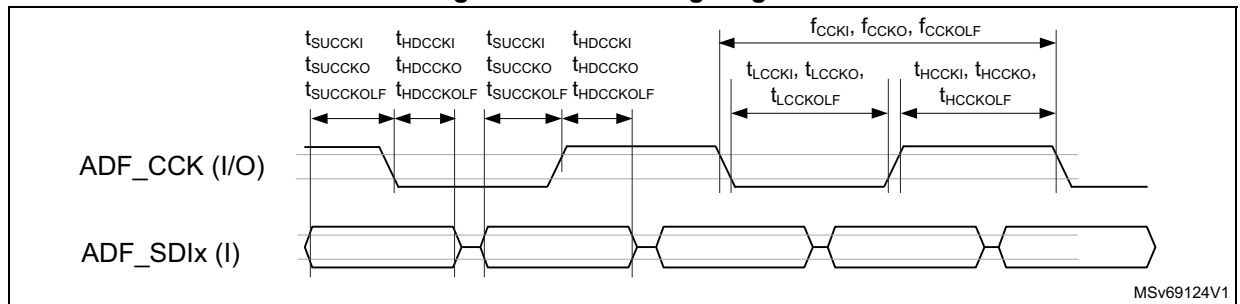 t_SUCCKI t_HDCCKI t_SUCCKI t_HDCCKI
t_SUCCKO t_HDCCKO t_SUCCKO t_HDCCKO
t_SUCCKOLF t_HDCCKOLF t_SUCCKOLF t_HDCCKOLF
f_CCKI, f_CCKO, f_CCKOLF
t_LCCKI, t_LCCKO,
t_LCCKOLF
t_HCCKI, t_HCCKO,
t_HCCKOLF
ADF_CCK (I/O)
ADF_SDIx (I)
MSv69124V1